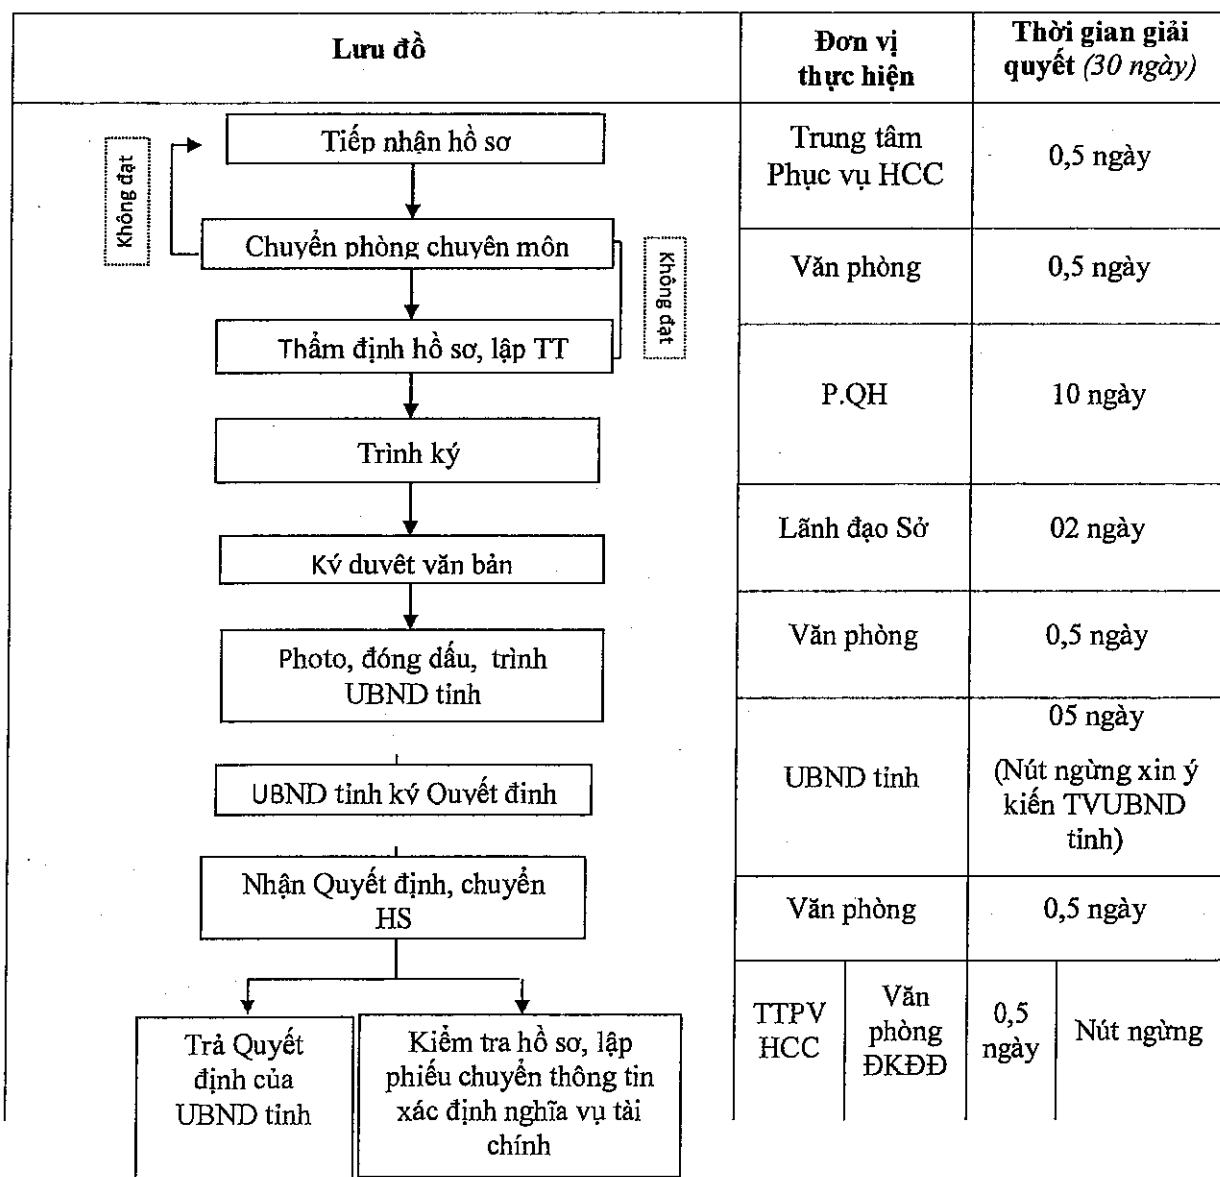 Lưu đồ
Đơn vị
thực hiện
Thời gian giải
quyết (30 ngày)
Tiếp nhận hồ sơ
Không đạt
Trung tâm
Phục vụ HCC
0,5 ngày
Chuyển phòng chuyên môn
Không đạt
Văn phòng
0,5 ngày
Thẩm định hồ sơ, lập TT
P.QH
10 ngày
Trình ký
Lãnh đạo Sở
02 ngày
Ký duyệt văn bản
Văn phòng
0,5 ngày
Photo, đóng dấu, trình
UBND tỉnh
UBND tỉnh
05 ngày
(Nút ngừng xin ý
kiến TVUBND
tỉnh)
UBND tỉnh ký Quyết định
Nhận Quyết định, chuyển
HS
Văn phòng
0,5 ngày
TTPV
HCC
Văn
phòng
ĐKĐĐ
0,5
ngày
Nút ngừng
Trả Quyết
định của
UBND tỉnh
Kiểm tra hồ sơ, lập
phiếu chuyển thông tin
xác định nghĩa vụ tài
chính